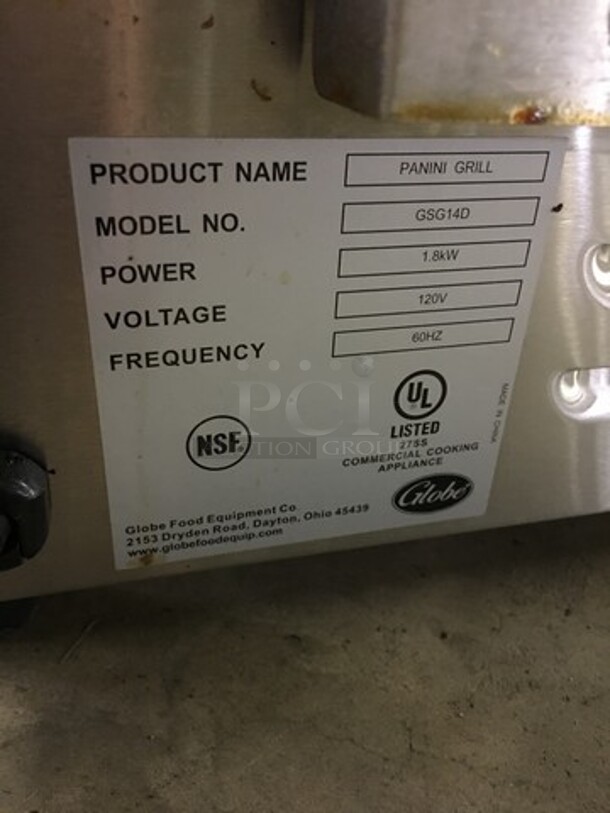 PRODUCT NAME PANINI GRILL
MODEL NO. GSG14D
POWER 1.8kW
VOLTAGE 120V
FREQUENCY 60HZ
PCI
AUCTION GROUP
NSF
UL
LISTED
27SS
COMMERCIAL COOKING
APPLIANCE
MADE IN CHINA
Globe
Globe Food Equipment Co
2153 Dryden Road, Dayton, Ohio 45439
www.globefoodequip.com